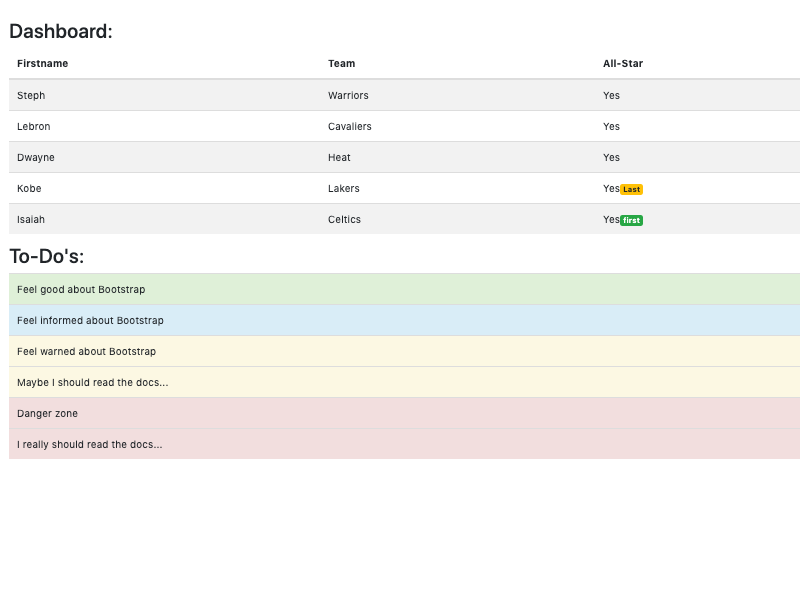 Dashboard:
Firstname Team All-Star
Steph Warriors Yes
Lebron Cavaliers Yes
Dwayne Heat Yes
Kobe Lakers Yes Last
Isaiah Celtics Yes first
To-Do's:
Feel good about Bootstrap
Feel informed about Bootstrap
Feel warned about Bootstrap
Maybe I should read the docs...
Danger zone
I really should read the docs...